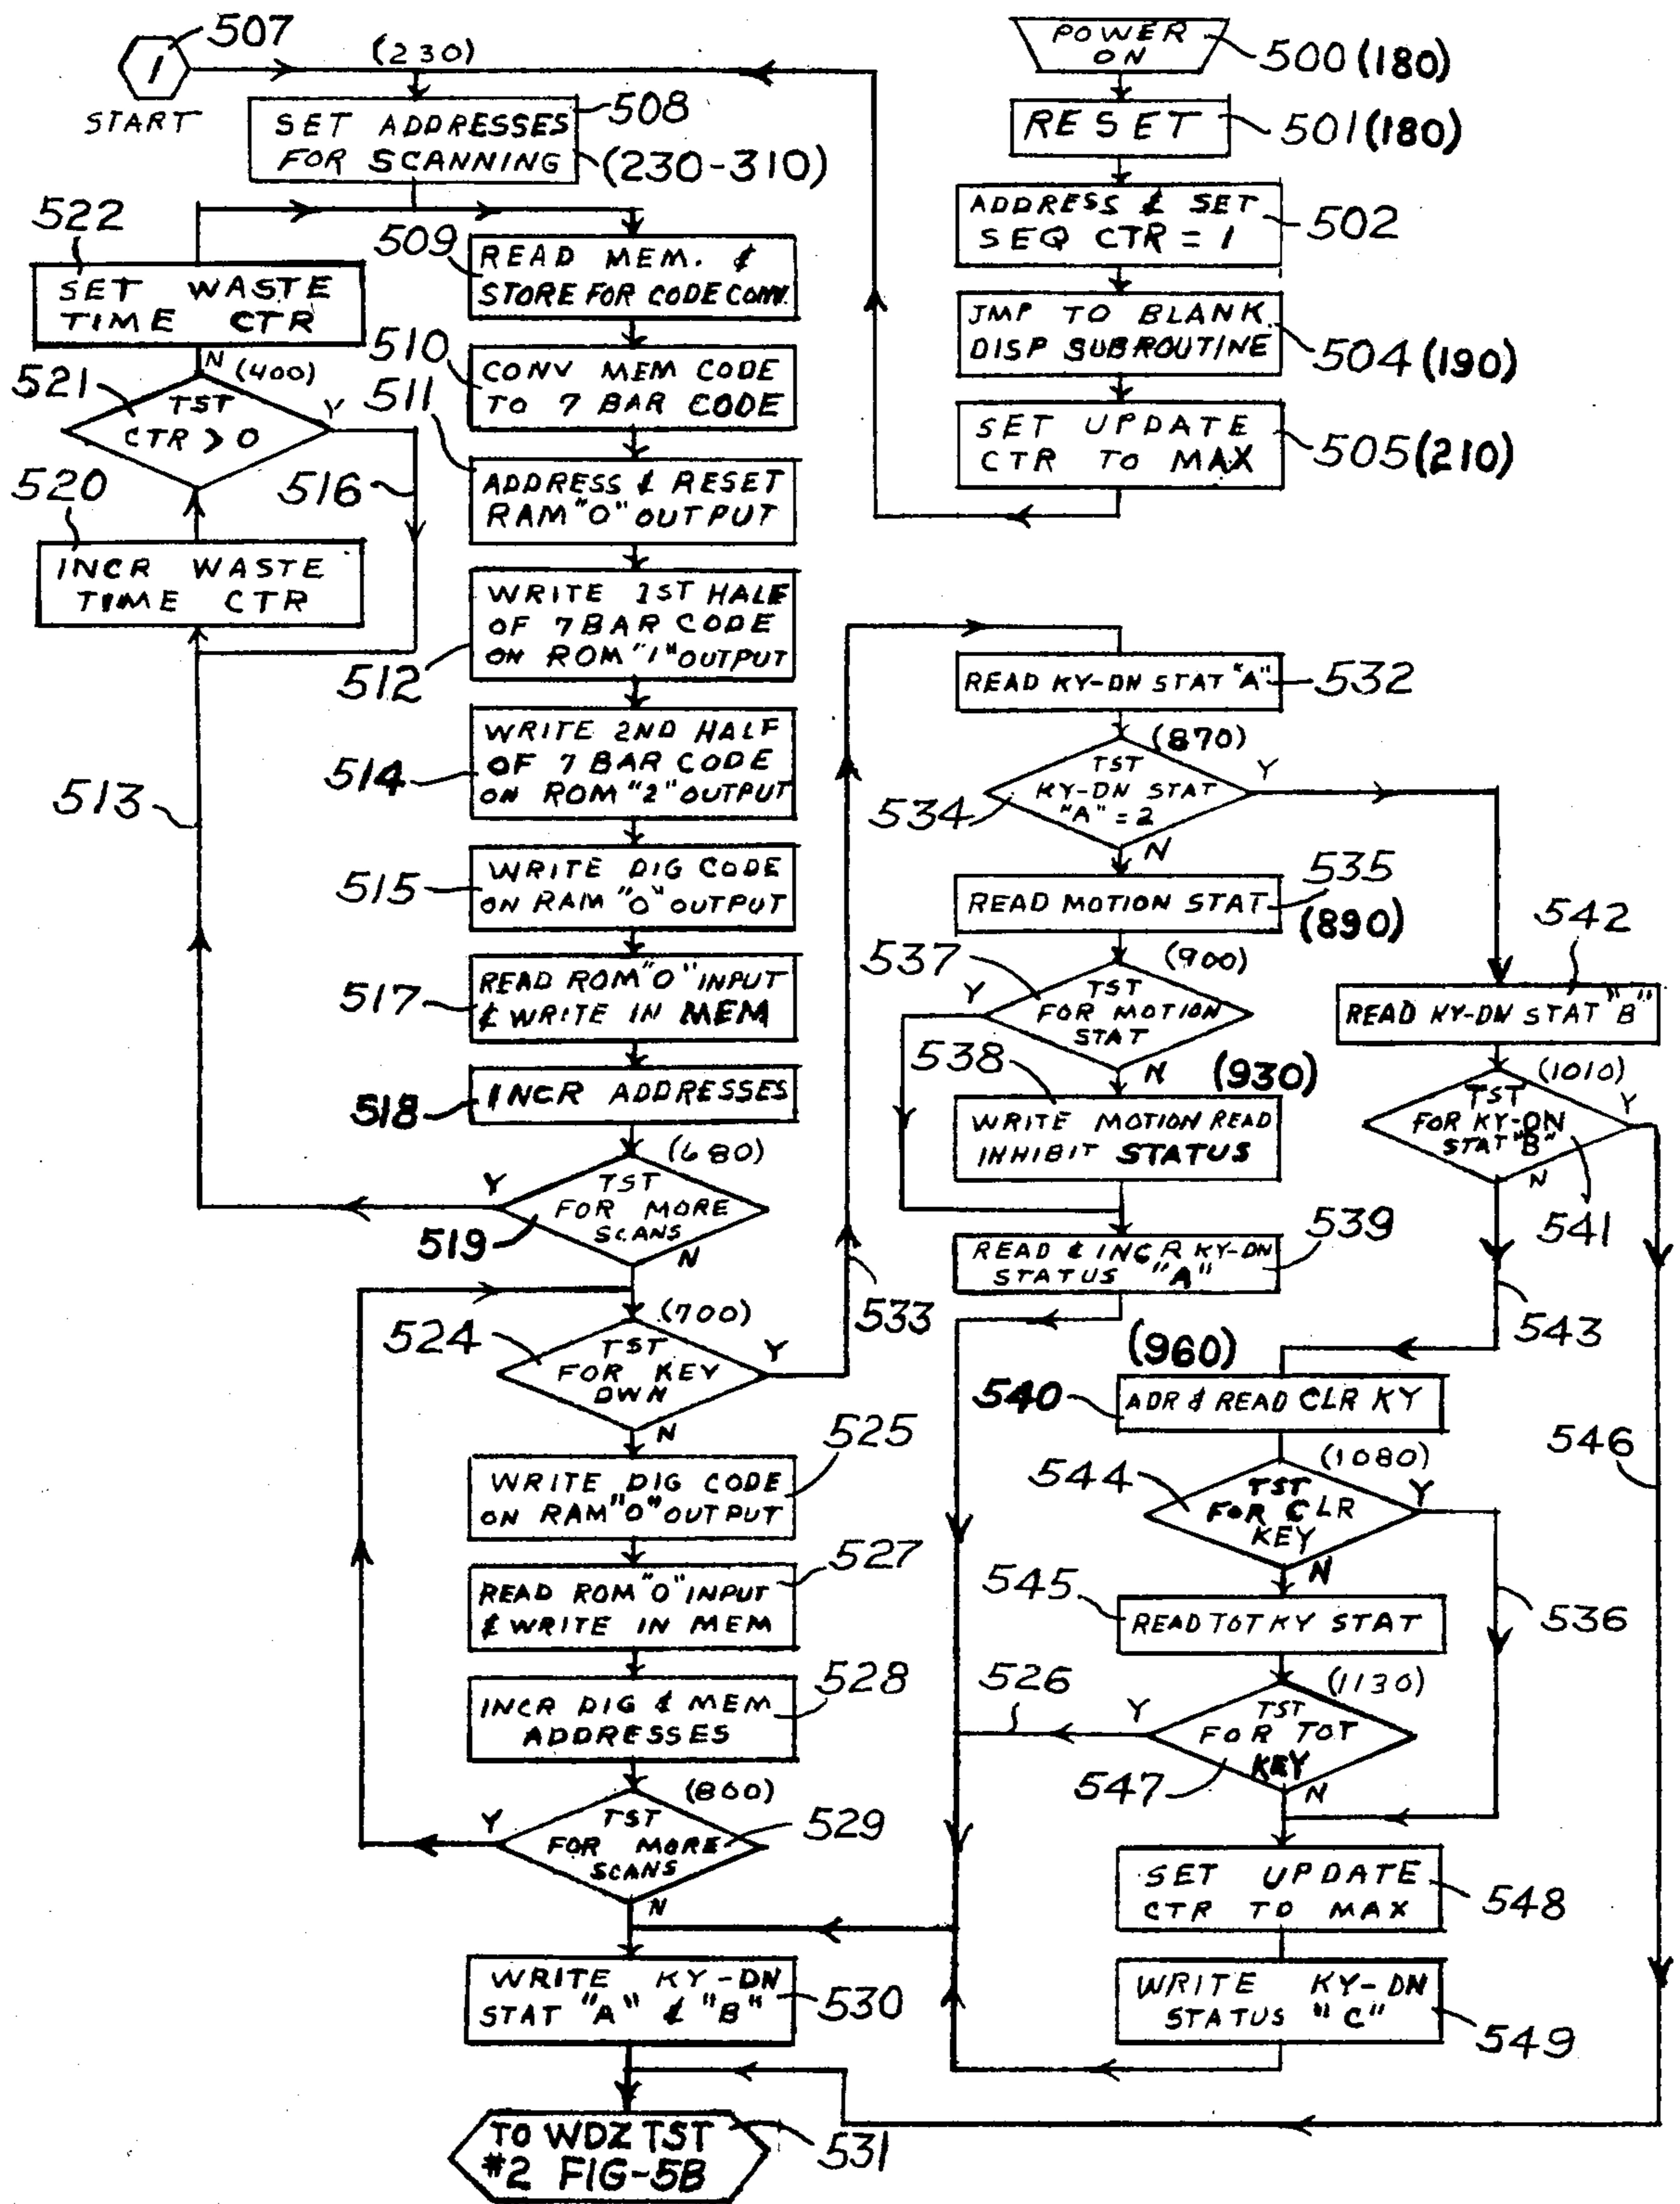 507
1
START
(230)
508
SET ADDRESSES
FOR SCANNING
(230-310)
522
SET WASTE
TIME CTR
N (400)
521
TST
CTR > 0
Y
520
516
INCR WASTE
TIME CTR
513
509
READ MEM. &
STORE FOR CODE CONV.
510
CONV MEM CODE
TO 7 BAR CODE
511
ADDRESS & RESET
RAM "0" OUTPUT
WRITE 1ST HALF
OF 7 BAR CODE
ON ROM "1" OUTPUT
512
WRITE 2ND HALF
OF 7 BAR CODE
ON ROM "2" OUTPUT
514
WRITE DIG CODE
ON RAM "0" OUTPUT
515
READ ROM "0" INPUT
& WRITE IN MEM
517
INCR ADDRESSES
518
(680)
Y
TST
FOR MORE
SCANS
519
N
(700)
524
TST
FOR KEY
DWN
Y
533
N
525
WRITE DIG CODE
ON RAM "0" OUTPUT
527
READ ROM "0" INPUT
& WRITE IN MEM
528
INCR DIG & MEM
ADDRESSES
(860)
Y
TST
FOR MORE
SCANS
529
N
WRITE KY-DN
STAT "A" & "B"
530
TO WDZ TST
#2 FIG-5B
531
POWER
ON
500 (180)
RESET
501 (180)
ADDRESS & SET
SEQ CTR = 1
502
JMP TO BLANK
DISP SUBROUTINE
504 (190)
SET UPDATE
CTR TO MAX
505 (210)
READ KY-DN STAT "A"
532
(870)
TST
KY-DN STAT
"A" = 2
Y
534
N
535
READ MOTION STAT
(890)
537
(900)
Y
TST
FOR MOTION
STAT
538
N
(930)
WRITE MOTION READ
INHIBIT STATUS
READ & INCR KY-DN
STATUS "A"
539
542
READ KY-DN STAT "B"
(1010)
TST
FOR KY-DN
STAT "B"
Y
N
541
543
(960)
540
ADR & READ CLR KY
546
(1080)
544
TST
FOR CLR
KEY
Y
N
545
READ TOT KY STAT
536
526
(1130)
Y
TST
FOR TOT
KEY
547
N
SET UPDATE
CTR TO MAX
548
WRITE KY-DN
STATUS "C"
549